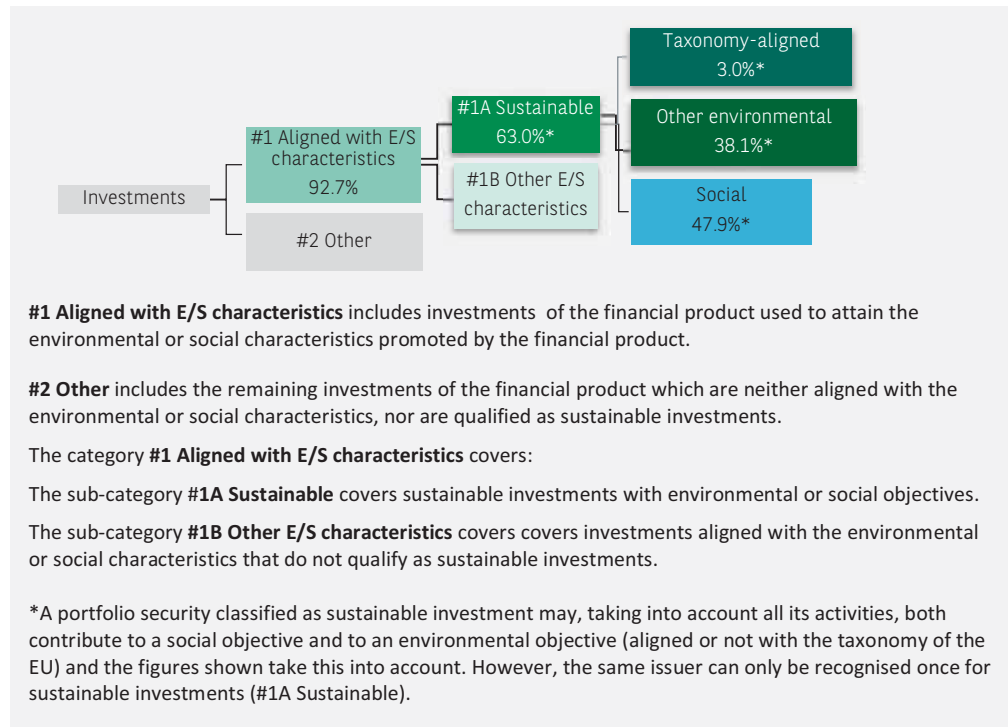 Taxonomy-aligned
3.0%*
#1A Sustainable
63.0%*
Other environmental
38.1%*
#1 Aligned with E/S
characteristics
92.7%
#1B Other E/S
characteristics
Investments
Social
47.9%*
#2 Other
#1 Aligned with E/S characteristics includes investments of the financial product used to attain the
environmental or social characteristics promoted by the financial product.
#2 Other includes the remaining investments of the financial product which are neither aligned with the
environmental or social characteristics, nor are qualified as sustainable investments.
The category #1 Aligned with E/S characteristics covers:
The sub-category #1A Sustainable covers sustainable investments with environmental or social objectives.
The sub-category #1B Other E/S characteristics covers covers investments aligned with the environmental
or social characteristics that do not qualify as sustainable investments.
*A portfolio security classified as sustainable investment may, taking into account all its activities, both
contribute to a social objective and to an environmental objective (aligned or not with the taxonomy of the
EU) and the figures shown take this into account. However, the same issuer can only be recognised once for
sustainable investments (#1A Sustainable).